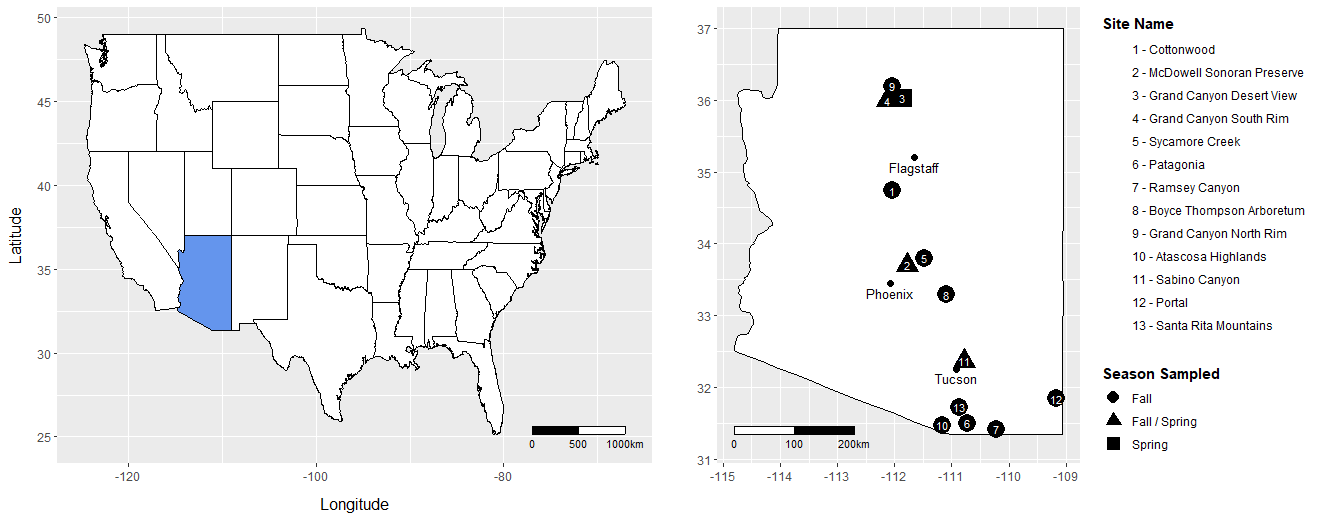 50
45
40
35
30
25
Latitude
-120
-100
-80
Longitude
0 500 1000km
37
36
35
34
33
32
31
-115
-114
-113
-112
-111
-110
-109
9
4
3
Flagstaff
1
2
5
Phoenix
8
11
Tucson
12
13
10
6
7
0 100 200km
Site Name
1 - Cottonwood
2 - McDowell Sonoran Preserve
3 - Grand Canyon Desert View
4 - Grand Canyon South Rim
5 - Sycamore Creek
6 - Patagonia
7 - Ramsey Canyon
8 - Boyce Thompson Arboretum
9 - Grand Canyon North Rim
10 - Atascosa Highlands
11 - Sabino Canyon
12 - Portal
13 - Santa Rita Mountains
Season Sampled
Fall
Fall / Spring
Spring